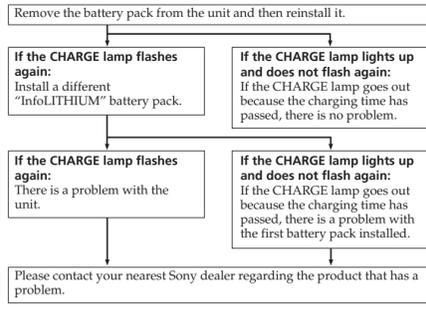 Remove the battery pack from the unit and then reinstall it.
If the CHARGE lamp flashes
again:
Install a different
“InfoLITHIUM” battery pack.
If the CHARGE lamp lights up
and does not flash again:
If the CHARGE lamp goes out
because the charging time has
passed, there is no problem.
If the CHARGE lamp flashes
again:
There is a problem with the
unit.
If the CHARGE lamp lights up
and does not flash again:
If the CHARGE lamp goes out
because the charging time has
passed, there is a problem with
the first battery pack installed.
Please contact your nearest Sony dealer regarding the product that has a
problem.